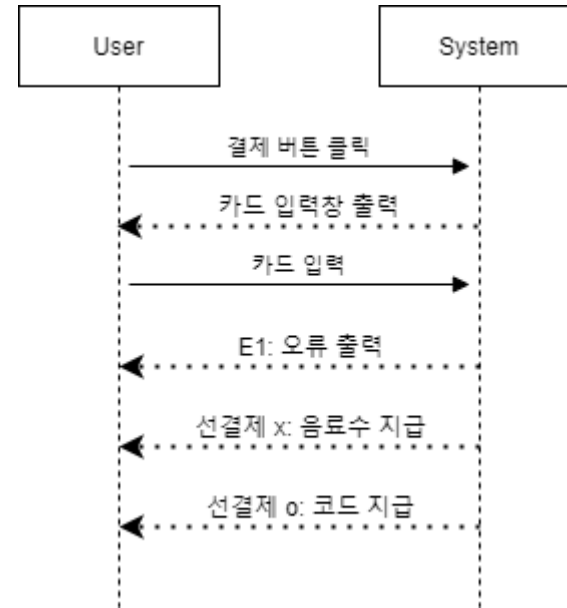 User
System
결제 버튼 클릭
카드 입력창 출력
카드 입력
E1: 오류 출력
선결제 x: 음료수 지급
선결제 o: 코드 지급